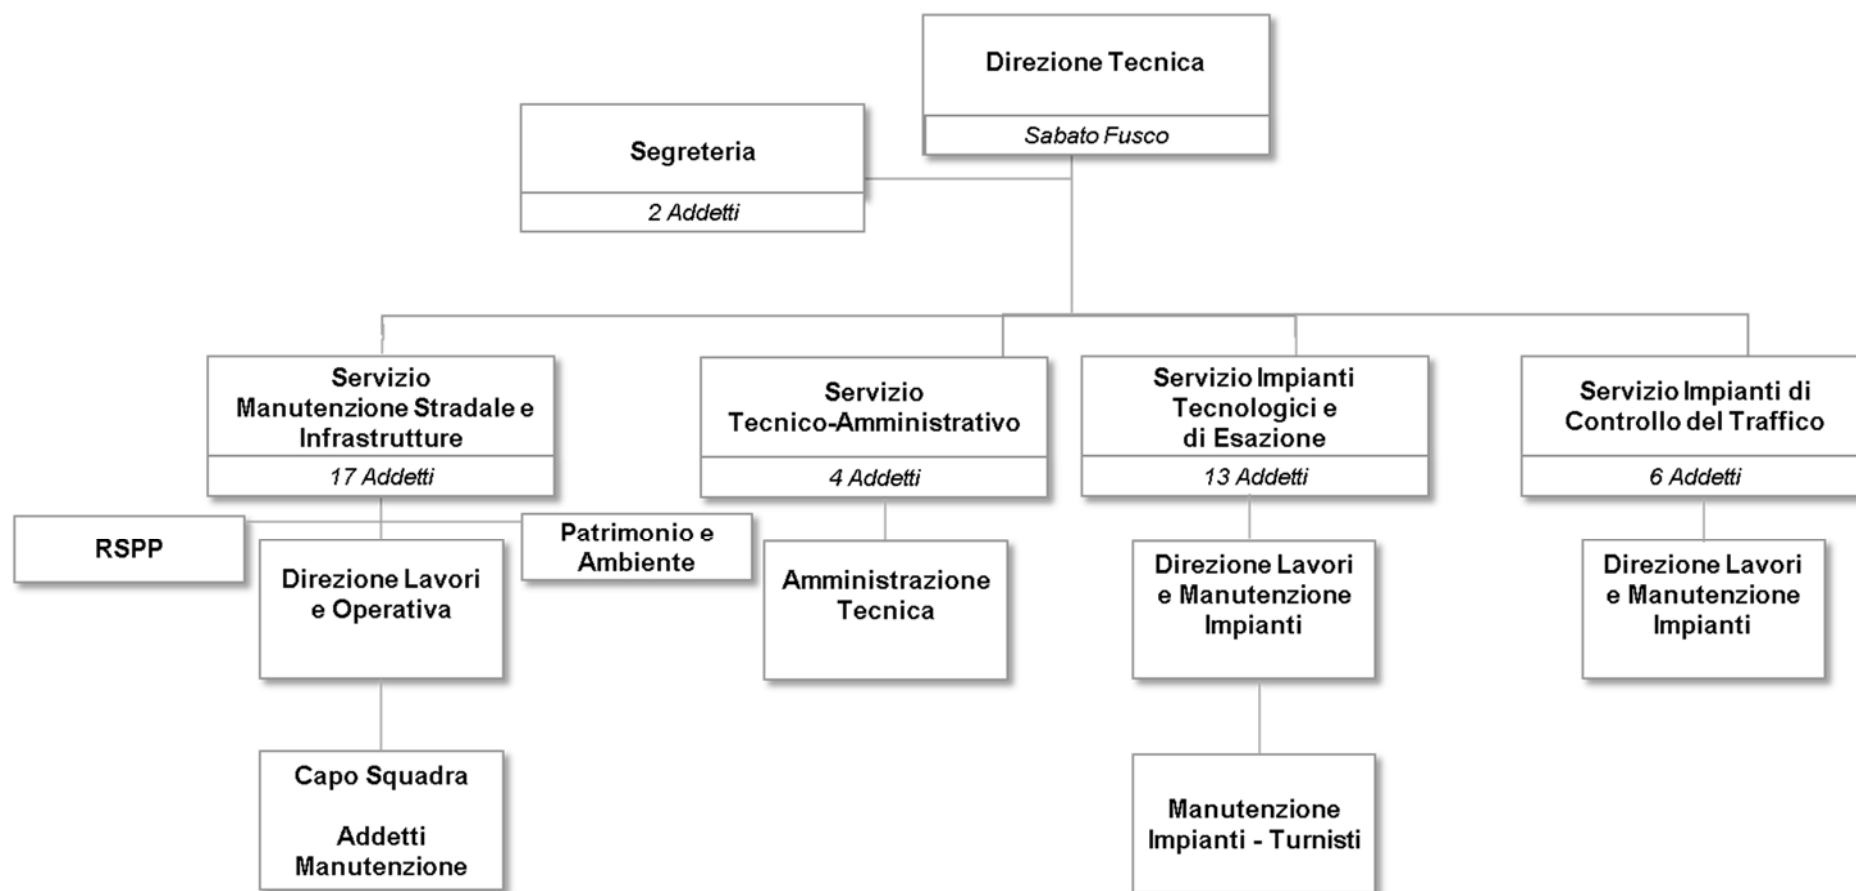 Direzione Tecnica
Sabato Fusco
Segreteria
2 Addetti
Servizio
Manutenzione Stradale e
Infrastrutture
17 Addetti
Servizio
Tecnico-Amministrativo
4 Addetti
Servizio Impianti
Tecnologici e
di Esazione
13 Addetti
Servizio Impianti di
Controllo del Traffico
6 Addetti
RSPP
Direzione Lavori
e Operativa
Patrimonio e
Ambiente
Amministrazione
Tecnica
Direzione Lavori
e Manutenzione
Impianti
Direzione Lavori
e Manutenzione
Impianti
Capo Squadra
Addetti
Manutenzione
Manutenzione
Impianti - Turnisti